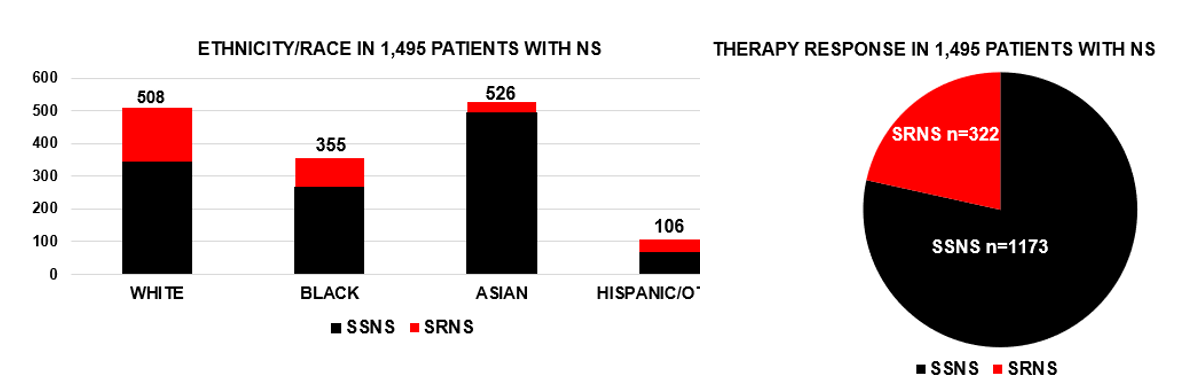 ETHNICITY/RACE IN 1,495 PATIENTS WITH NS
600
500
400
300
200
100
0
508
355
526
106
WHITE
BLACK
ASIAN
HISPANIC/OT
SSNS
SRNS
THERAPY RESPONSE IN 1,495 PATIENTS WITH NS
SRNS n=322
SSNS n=1173
SSNS
SRNS